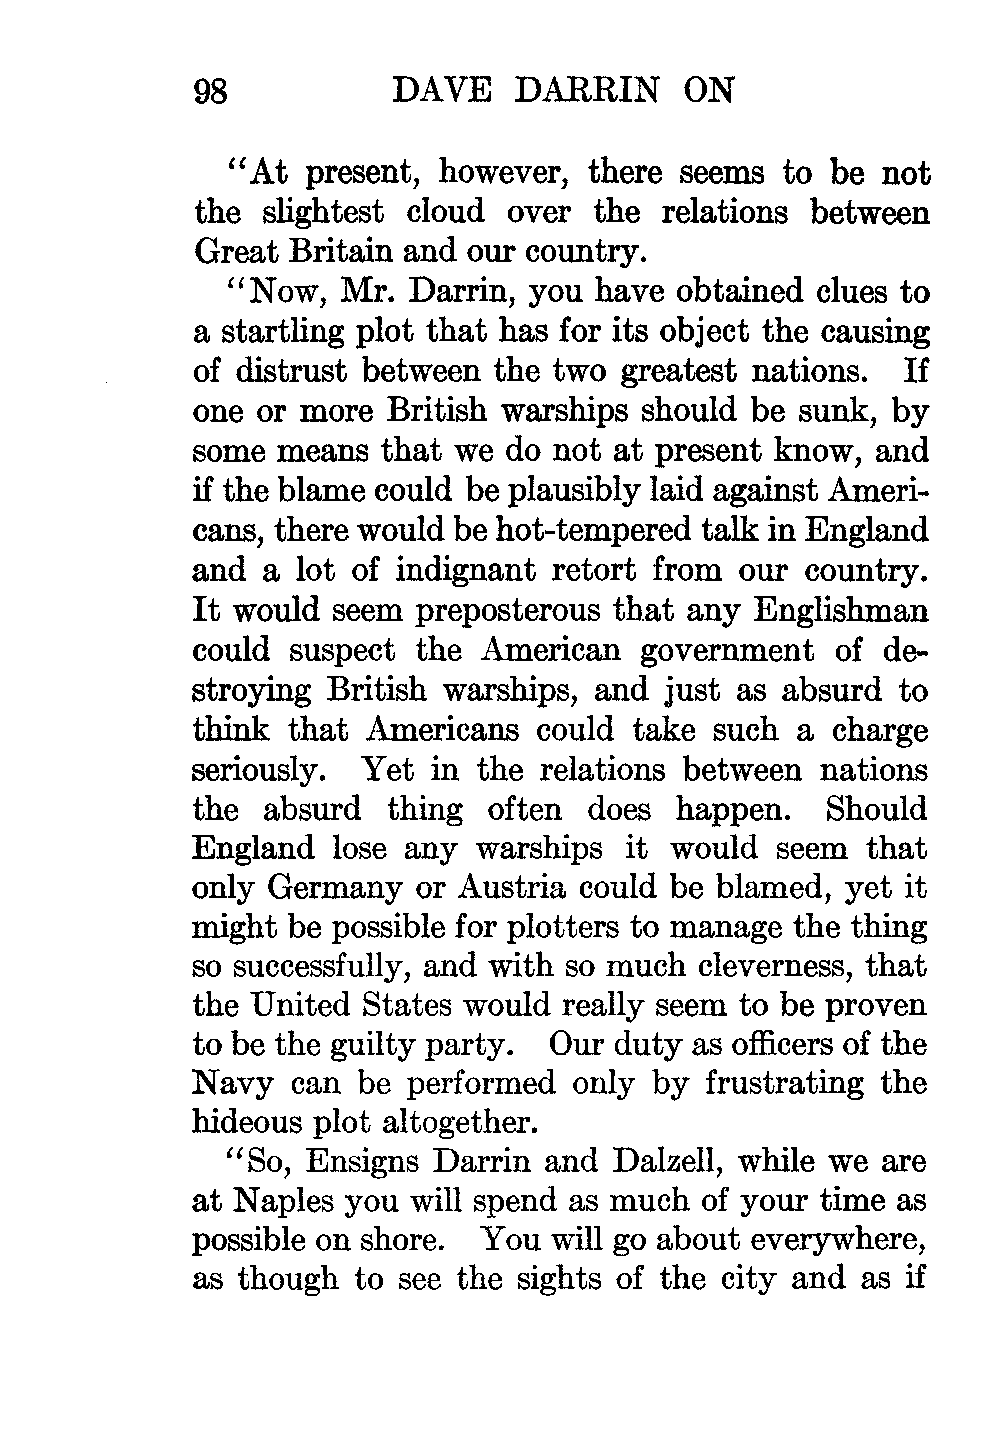 98 DAVE DARRIN ON
“At present, however, there seems to be not
the slightest cloud over the relations between
Great Britain and our country.
“Now, Mr. Darrin, you have obtained clues to
a startling plot that has for its object the causing
of distrust between the two greatest nations. If
one or more British warships should be sunk, by
some means that we do not at present know, and
if the blame could be plausibly laid against Ameri-
cans, there would be hot-tempered talk in England
and a lot of indignant retort from our country.
It would seem preposterous that any Englishman
could suspect the American government of de-
stroying British warships, and just as absurd to
think that Americans could take such a charge
seriously. Yet in the relations between nations
the absurd thing often does happen. Should
England lose any warships it would seem that
only Germany or Austria could be blamed, yet it
might be possible for plotters to manage the thing
so successfully, and with so much cleverness, that
the United States would really seem to be proven
to be the guilty party. Our duty as officers of the
Navy can be performed only by frustrating the
hideous plot altogether.
“So, Ensigns Darrin and Dalzell, while we are
at Naples you will spend as much of your time as
possible on shore. You will go about everywhere,
as though to see the sights of the city and as if